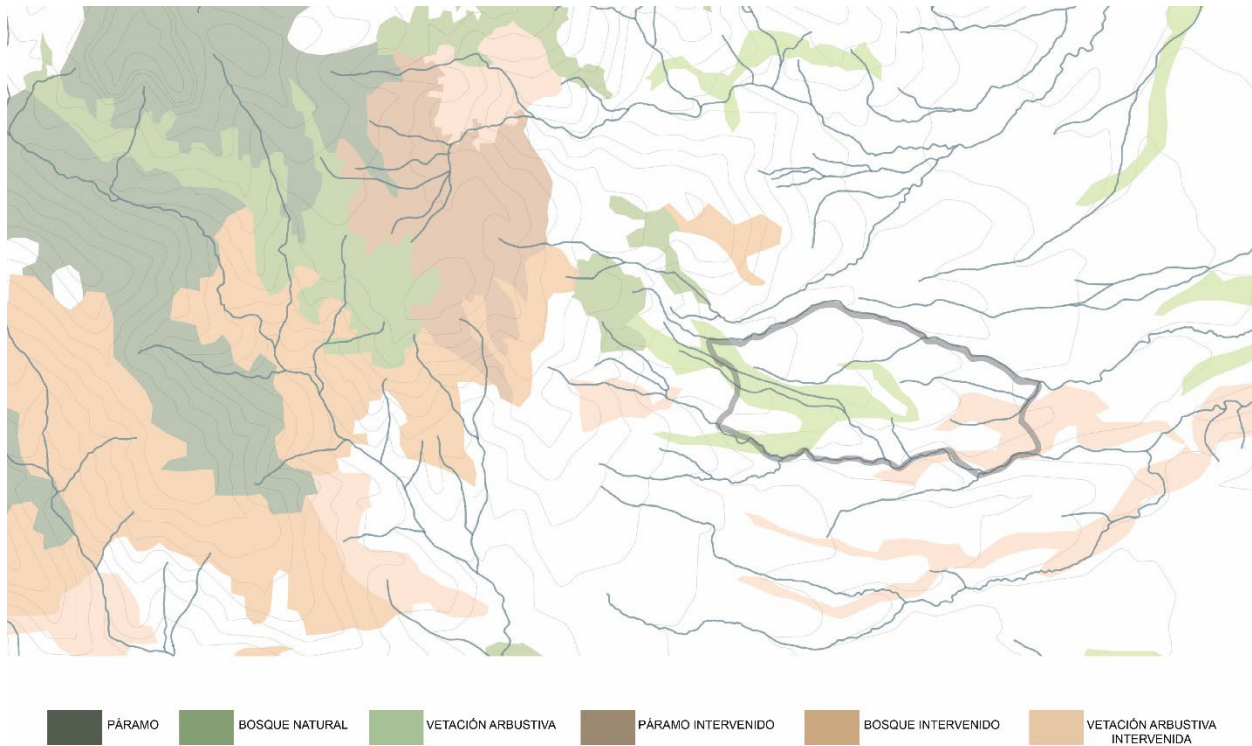 PÁRAMO
BOSQUE NATURAL
VETACIÓN ARBUSTIVA
PÁRAMO INTERVENIDO
BOSQUE INTERVENIDO
VETACIÓN ARBUSTIVA
INTERVENIDA